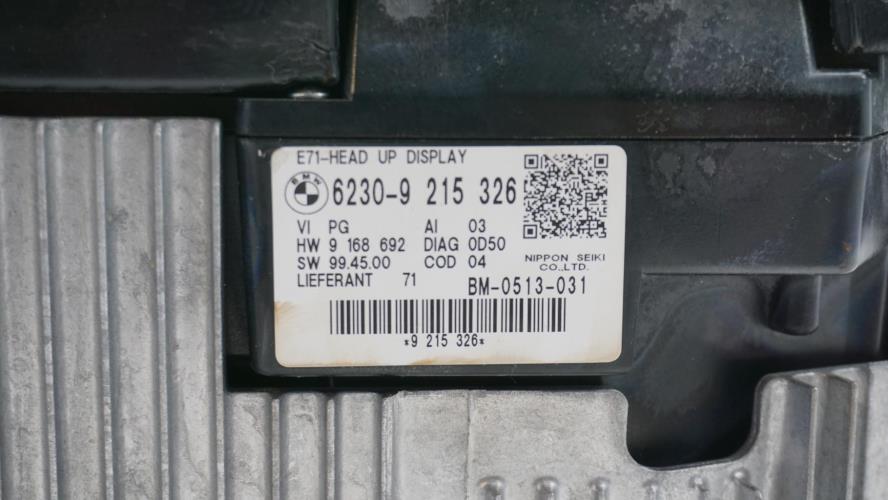 E71-HEAD UP DISPLAY
BMW 6230-9 215 326
VI PG AI 03
HW 9 168 692 DIAG 0D50
SW 99.45.00 COD 04
LIEFERANT 71
NIPPON SEIKI
CO.,LTD.
BM-0513-031
*9 215 326*